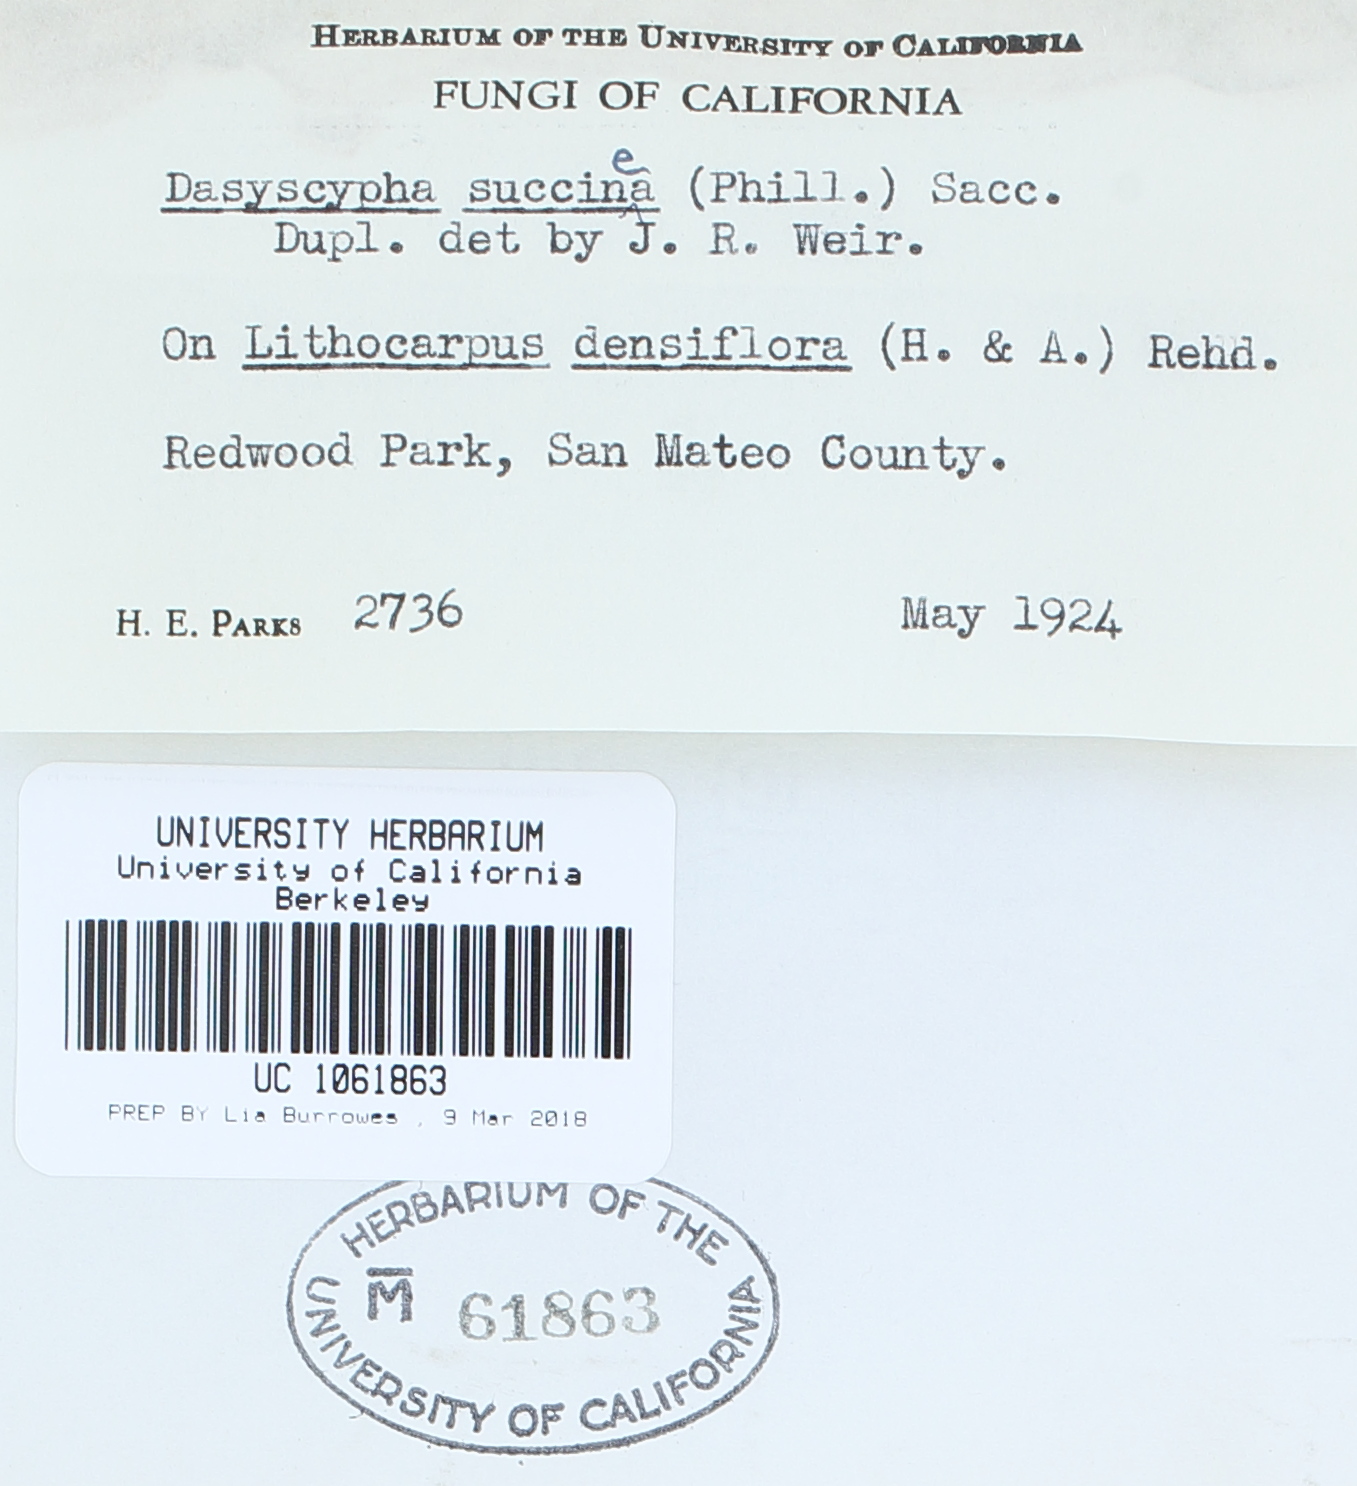 HERBARIUM OF THE UNIVERSITY OF CALIFORNIA
FUNGI OF CALIFORNIA
Dasyscypha succinea (Phill.) Sacc.
Dupl. det by J. R. Weir.
On Lithocarpus densiflora (H. & A.) Rehd.
Redwood Park, San Mateo County.
H. E. PARKS 2736 May 1924
UNIVERSITY HERBARIUM
University of California
Berkeley
UC 1061863
PREP BY Lia Burrowes , 9 Mar 2018
HERBARIUM OF THE
M 61863
UNIVERSITY OF CALIFORNIA